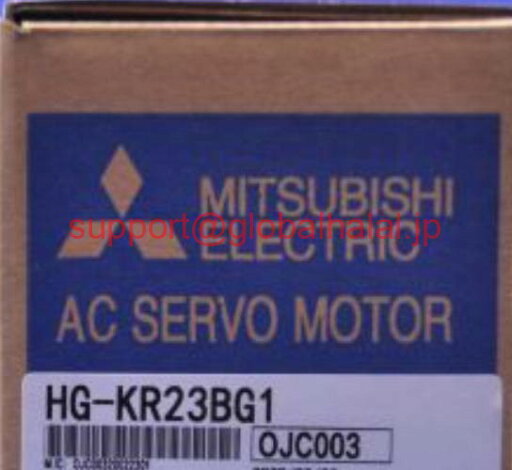 MITSUBISHI
support@globalhalal.jp
ELECTRIC
AC SERVO MOTOR
HG-KR23BG1
OJC003